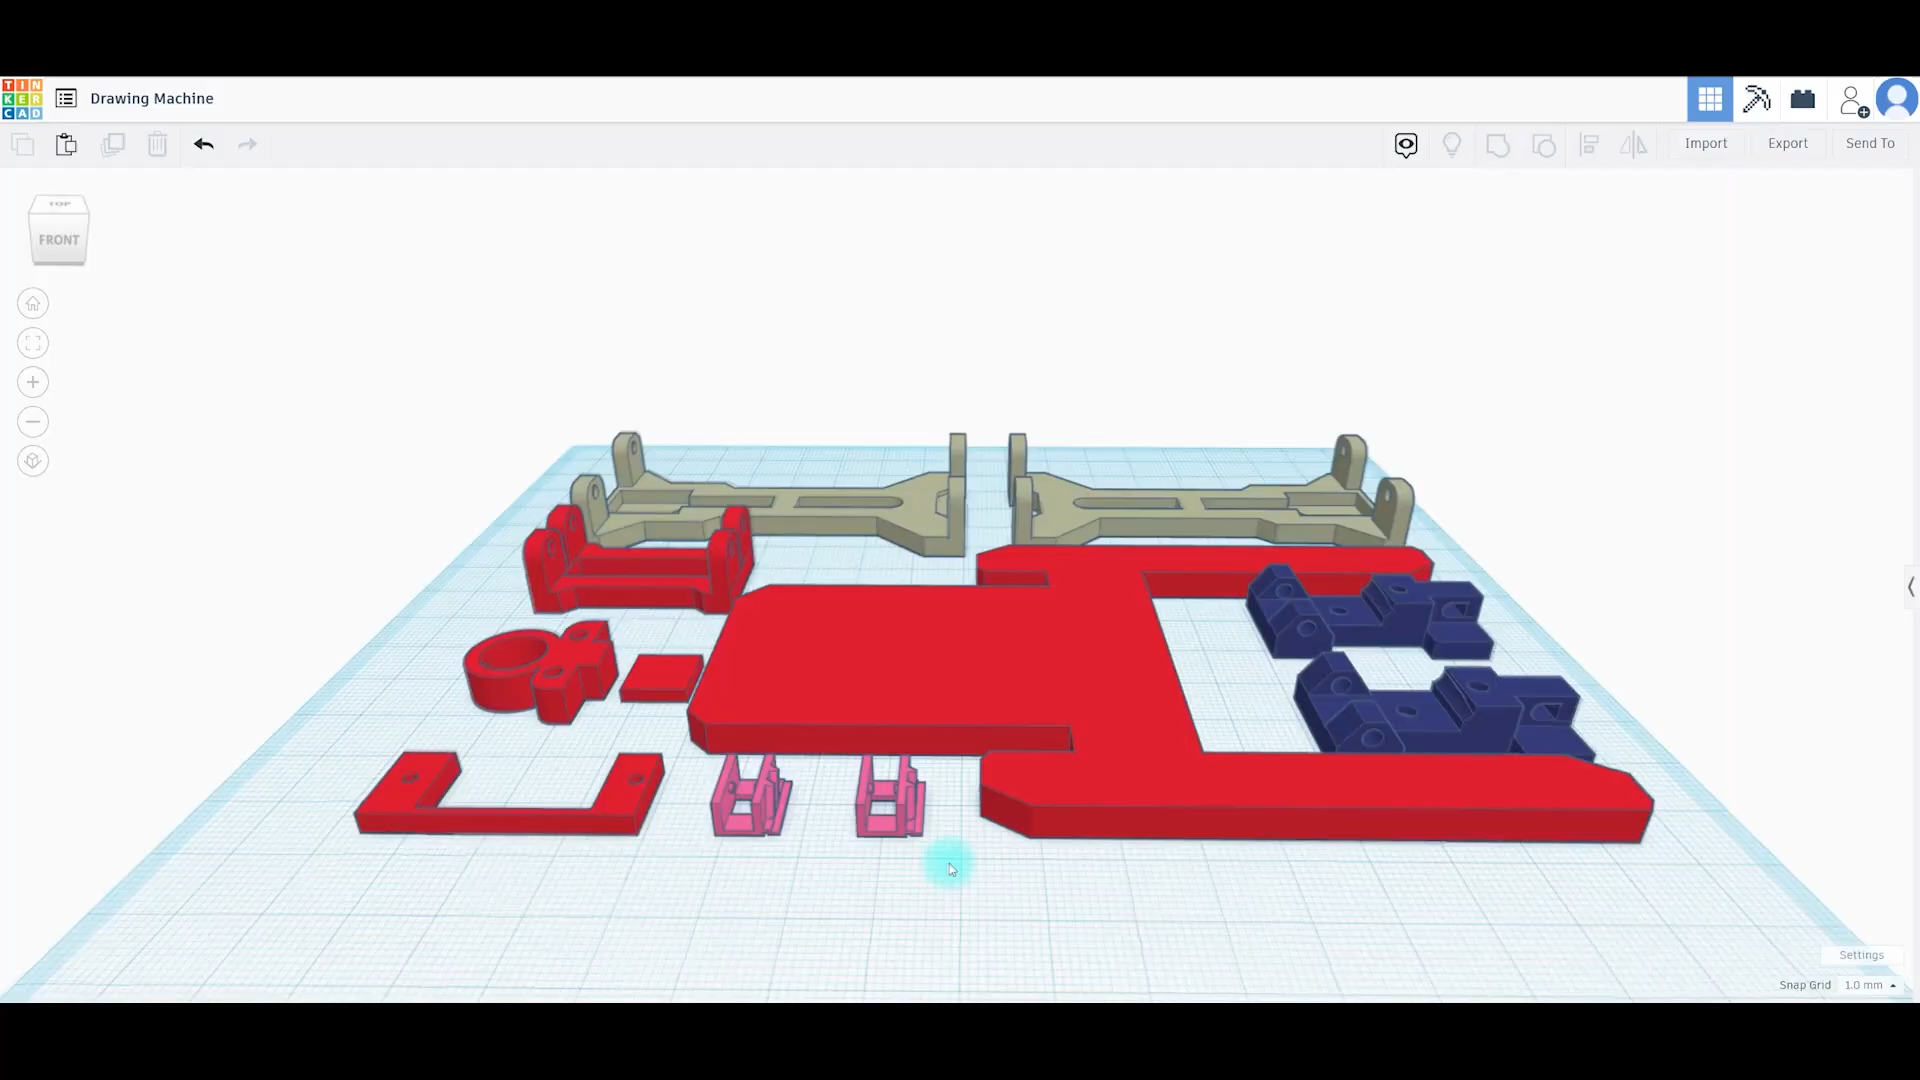 TIN
KER
CAD
Drawing Machine
Import
Export
Send To
TOP
FRONT
Settings
Snap Grid 1.0 mm